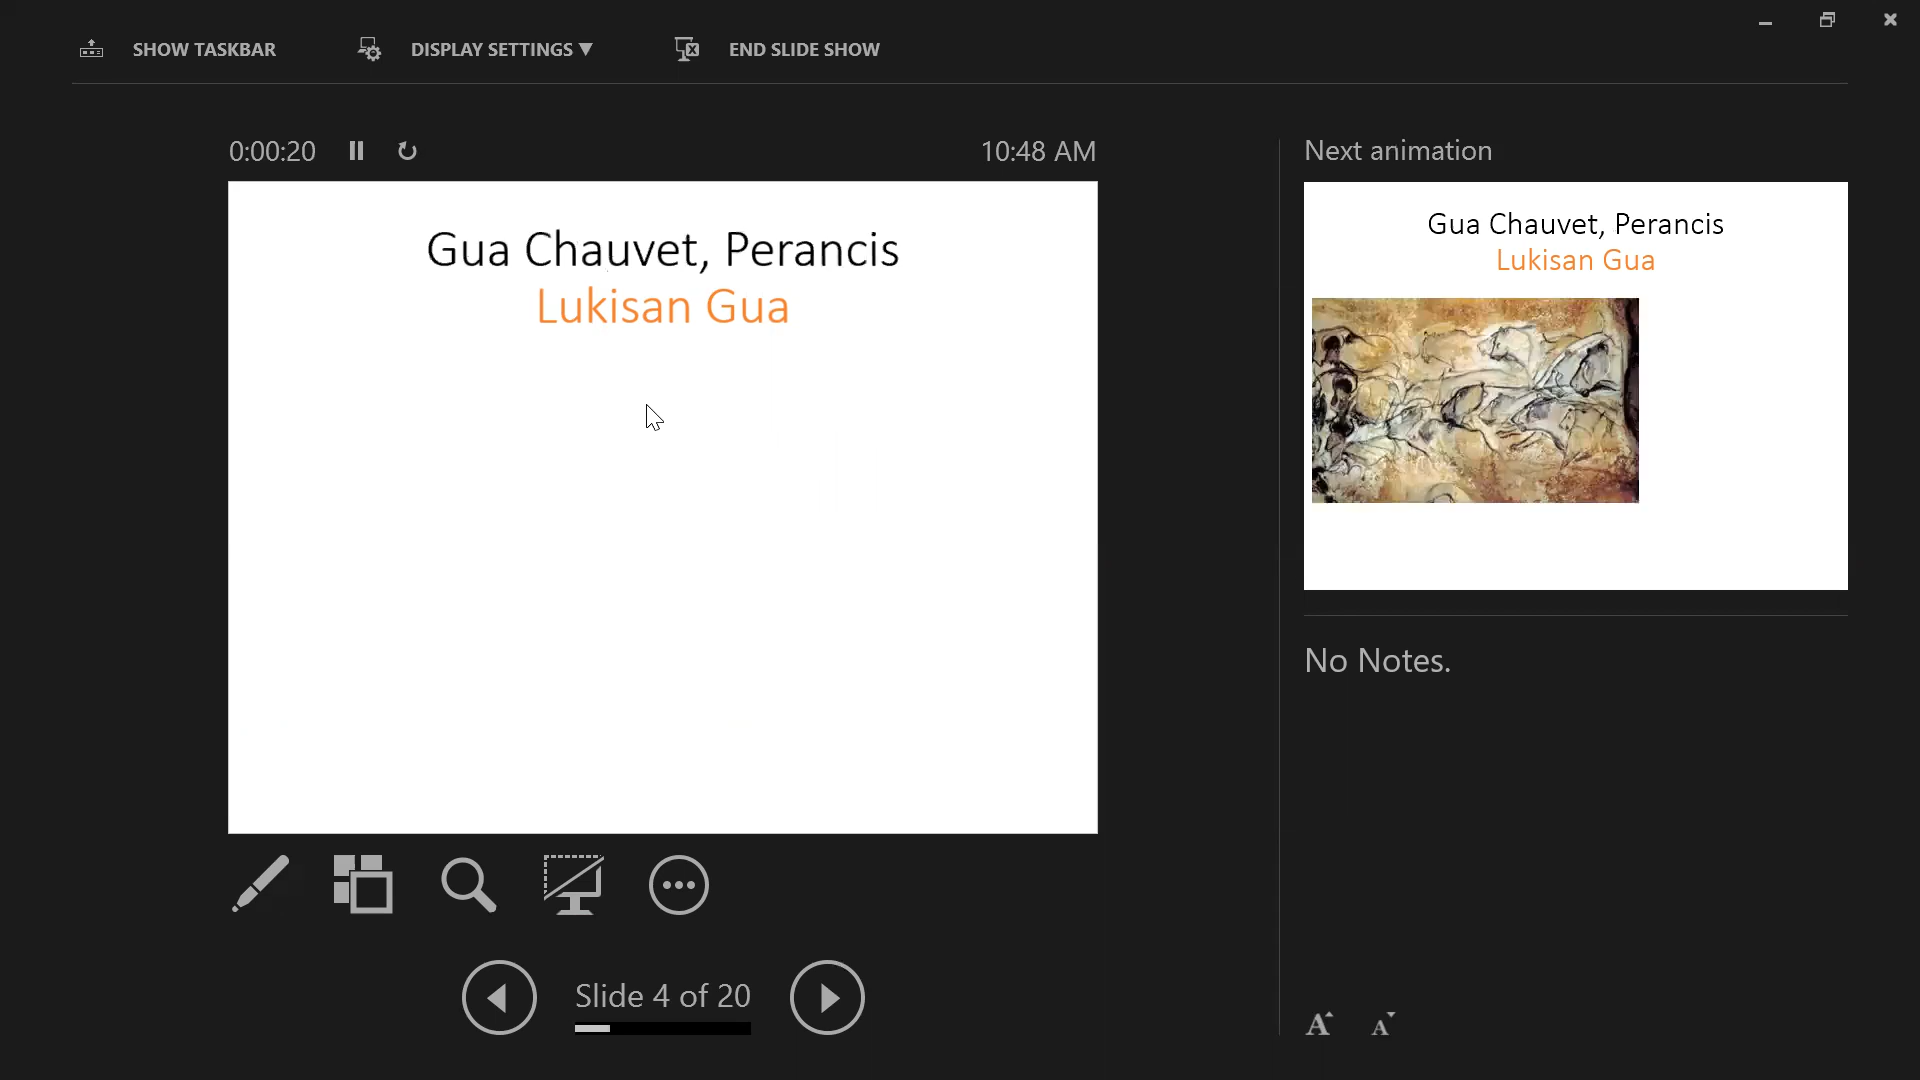 SHOW TASKBAR
DISPLAY SETTINGS ▼
END SLIDE SHOW
0:00:20
10:48 AM
Gua Chauvet, Perancis
Lukisan Gua
Slide 4 of 20
Next animation
Gua Chauvet, Perancis
Lukisan Gua
No Notes.
A A